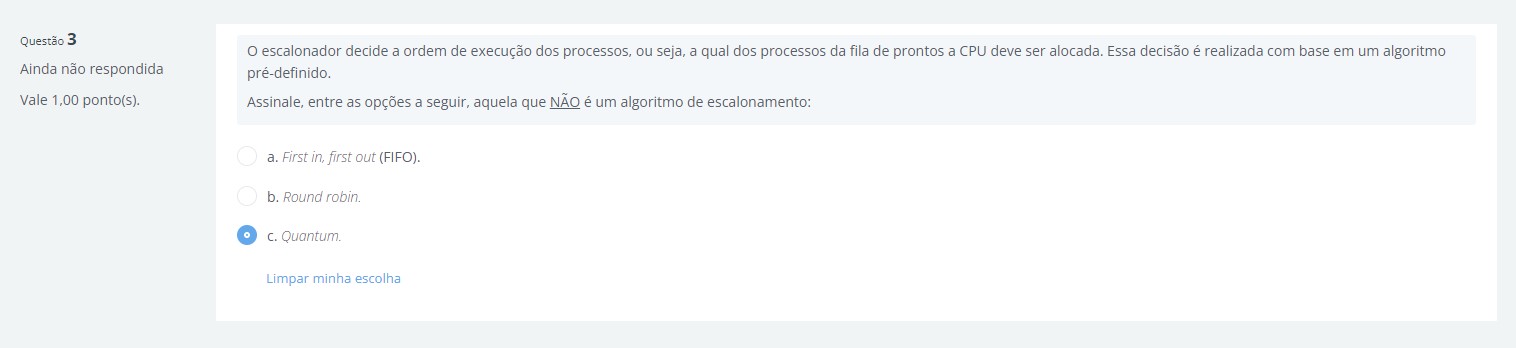 Questão 3
Ainda não respondida
Vale 1,00 ponto(s).
O escalonador decide a ordem de execução dos processos, ou seja, a qual dos processos da fila de prontos a CPU deve ser alocada. Essa decisão é realizada com base em um algoritmo
pré-definido.
Assinale, entre as opções a seguir, aquela que NÃO é um algoritmo de escalonamento:
a. First in, first out (FIFO).
b. Round robin.
c. Quantum.
Limpar minha escolha